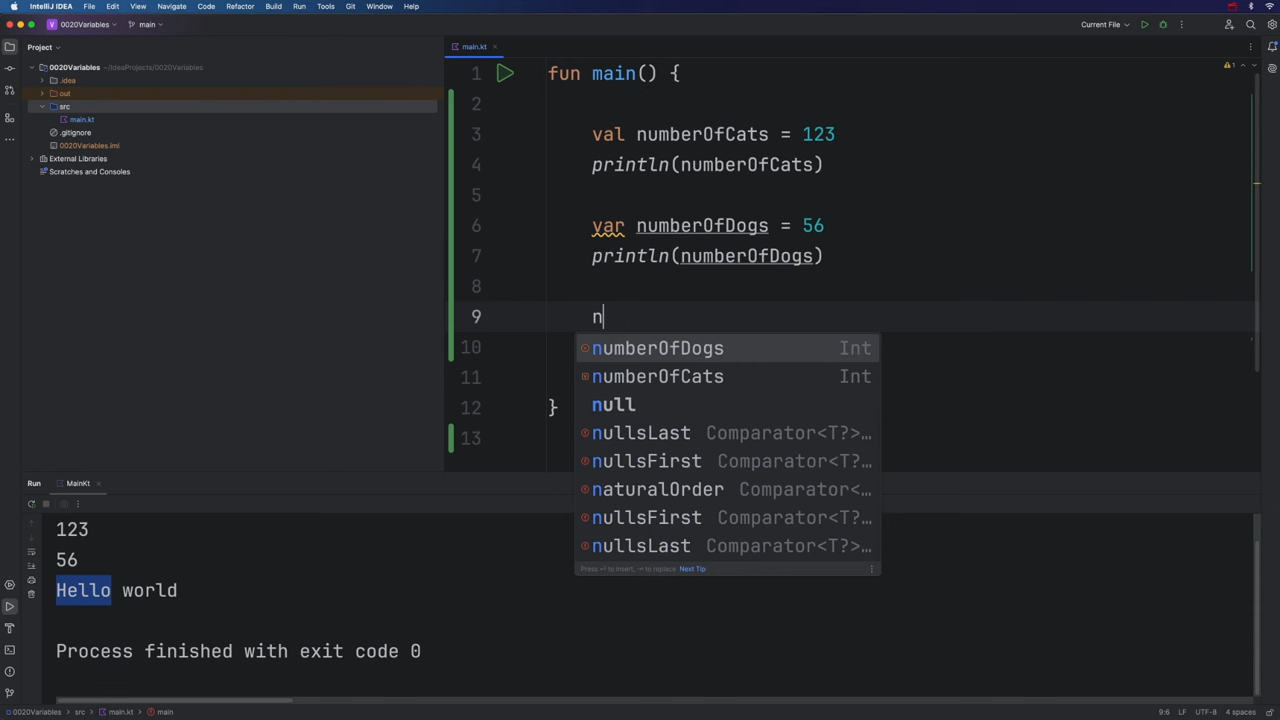 IntelliJ IDEA File Edit View Navigate Code Refactor Build Run Tools Git Window Help
0020Variables main Current File
Project
main.kt
0020Variables ~/IdeaProjects/0020Variables
.idea
out
src
main.kt
.gitignore
0020Variables.iml
External Libraries
Scratches and Consoles
1
1 fun main() {
2
3 val numberOfCats = 123
4 println(numberOfCats)
5
6 var numberOfDogs = 56
7 println(numberOfDogs)
8
9 n
10
11
12 }
13
numberOfDogs Int
numberOfCats Int
null
nullsLast Comparator<T?>…
nullsFirst Comparator<T?…
naturalOrder Comparator<…
nullsFirst Comparator<T?…
nullsLast Comparator<T?>…
Press ⏎ to insert, ⇥ to replace Next Tip
Run MainKt
123
56
Hello world
Process finished with exit code 0
0020Variables > src > main.kt > main 9:6 LF UTF-8 4 spaces